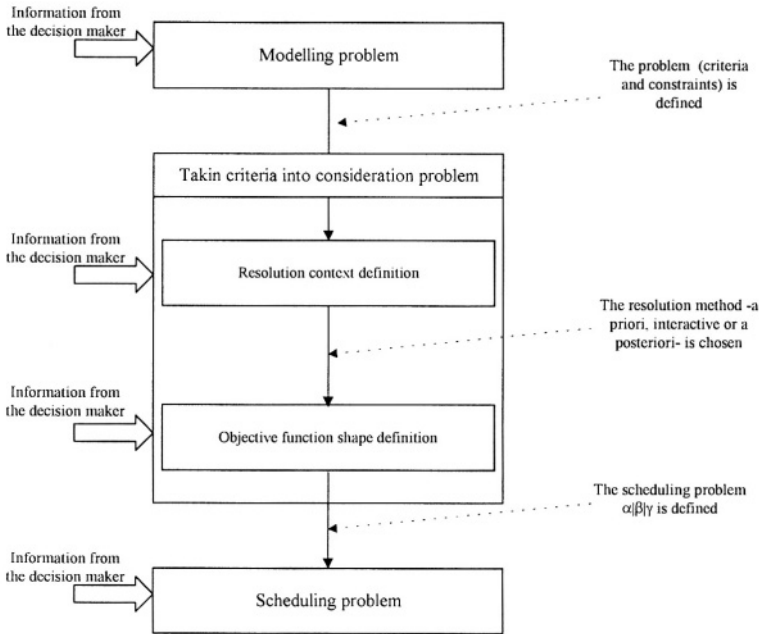 Information from
the decision maker
Modelling problem
The problem (criteria
and constraints) is
defined
Takin criteria into consideration problem
Information from
the decision maker
Resolution context definition
The resolution method -a
priori, interactive or a
posteriori- is chosen
Information from
the decision maker
Objective function shape definition
The scheduling problem
α|β|γ is defined
Information from
the decision maker
Scheduling problem